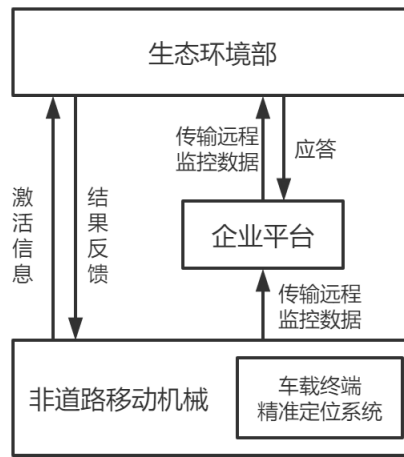 生态环境部
激活信息
结果反馈
传输远程
监控数据
应答
企业平台
传输远程
监控数据
非道路移动机械
车载终端
精准定位系统